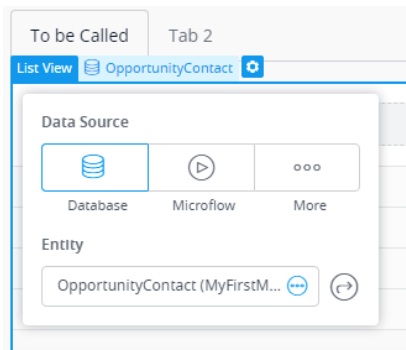 To be Called Tab 2
List View OpportunityContact
Data Source
Database Microflow More
Entity
OpportunityContact (MyFirstM...